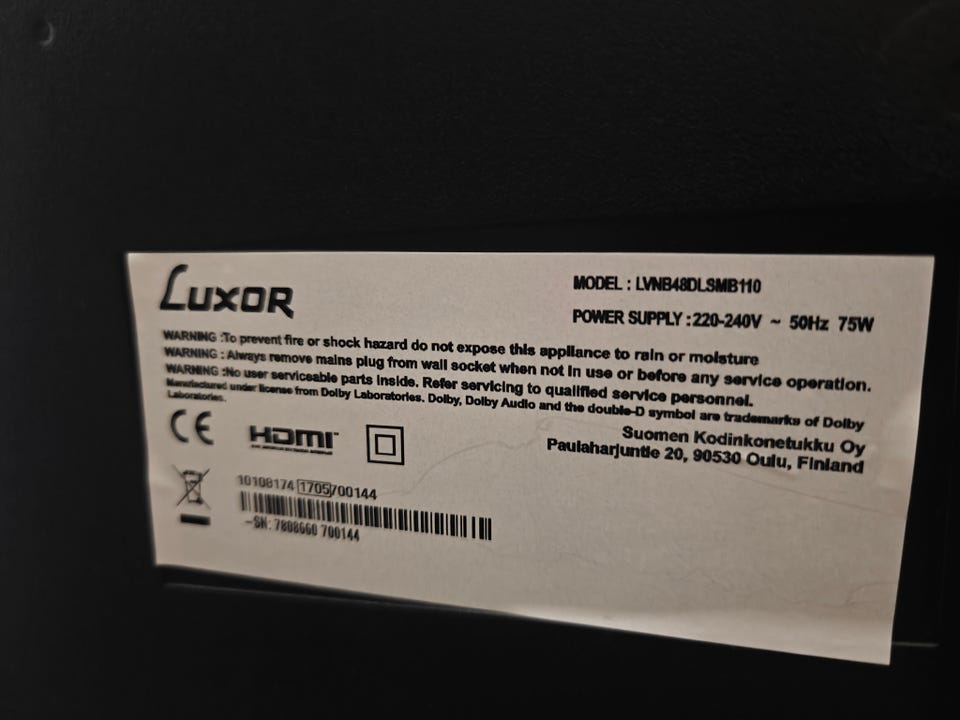 LUXOR
MODEL : LVNB48DLSMB110
POWER SUPPLY : 220-240V ~ 50Hz 75W
WARNING :To prevent fire or shock hazard do not expose this appliance to rain or moisture
WARNING : Always remove mains plug from wall socket when not in use or before any service operation.
WARNING :No user serviceable parts inside. Refer servicing to qualified service personnel.
Manufactured under license from Dolby Laboratories. Dolby, Dolby Audio and the double-D symbol are trademarks of Dolby
Laboratories.
CE
HDMI
Suomen Kodinkonetukku Oy
Paulaharjuntie 20, 90530 Oulu, Finland
10108174 1705/700144
-SN: 7808660 700144